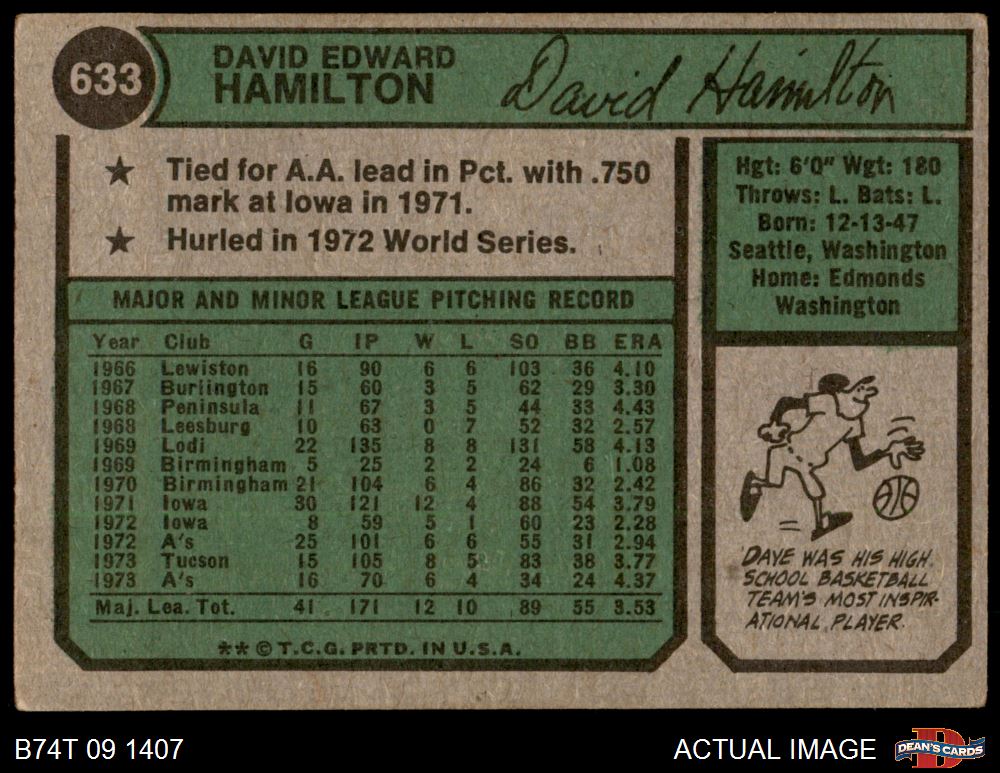 633
DAVID EDWARD
HAMILTON
David Hamilton
★ Tied for A.A. lead in Pct. with .750
mark at Iowa in 1971.
★ Hurled in 1972 World Series.
Hgt: 6'0" Wgt: 180
Throws: L. Bats: L.
Born: 12-13-47
Seattle, Washington
Home: Edmonds
Washington
MAJOR AND MINOR LEAGUE PITCHING RECORD
Year Club G IP W L SO BB ERA
1966 Lewiston 16 90 6 6 103 36 4.10
1967 Burlington 15 60 3 5 62 29 3.30
1968 Peninsula 11 67 3 5 44 33 4.43
1968 Leesburg 10 63 0 7 52 32 2.57
1969 Lodi 22 135 8 8 131 58 4.13
1969 Birmingham 5 25 2 2 24 6 1.08
1970 Birmingham 21 104 6 4 86 32 2.42
1971 Iowa 30 121 12 4 88 54 3.79
1972 Iowa 8 59 5 1 60 23 2.28
1972 A's 25 101 6 6 55 31 2.94
1973 Tucson 15 105 8 5 83 38 3.77
1973 A's 16 70 6 4 34 24 4.37
Maj. Lea. Tot. 41 171 12 10 89 55 3.53
** © T.C.G. PRTD. IN U.S.A.
DAVE WAS HIS HIGH
SCHOOL BASKETBALL
TEAM'S MOST INSPIR-
ATIONAL PLAYER.
B74T 09 1407
ACTUAL IMAGE
DEAN'S CARDS